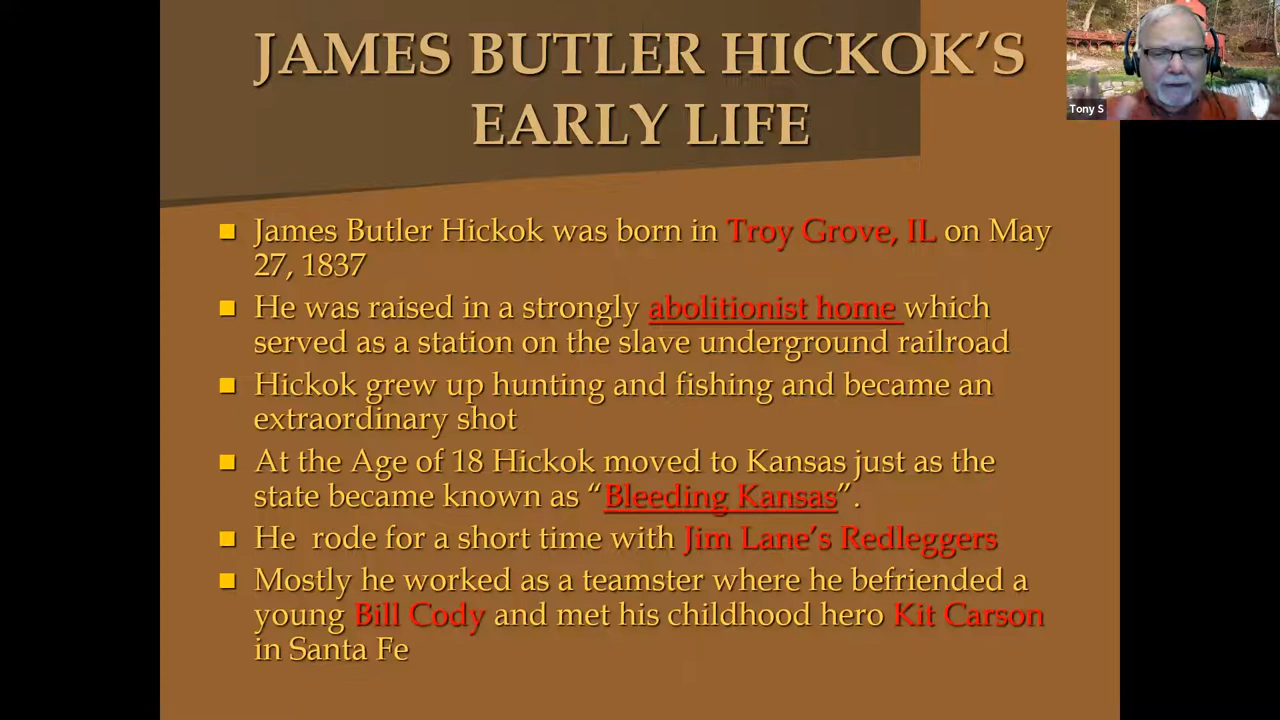 JAMES BUTLER HICKOK’S
EARLY LIFE
Tony S
James Butler Hickok was born in Troy Grove, IL on May
27, 1837
He was raised in a strongly abolitionist home which
served as a station on the slave underground railroad
Hickok grew up hunting and fishing and became an
extraordinary shot
At the Age of 18 Hickok moved to Kansas just as the
state became known as “Bleeding Kansas”.
He  rode for a short time with Jim Lane’s Redleggers
Mostly he worked as a teamster where he befriended a
young Bill Cody and met his childhood hero Kit Carson
in Santa Fe